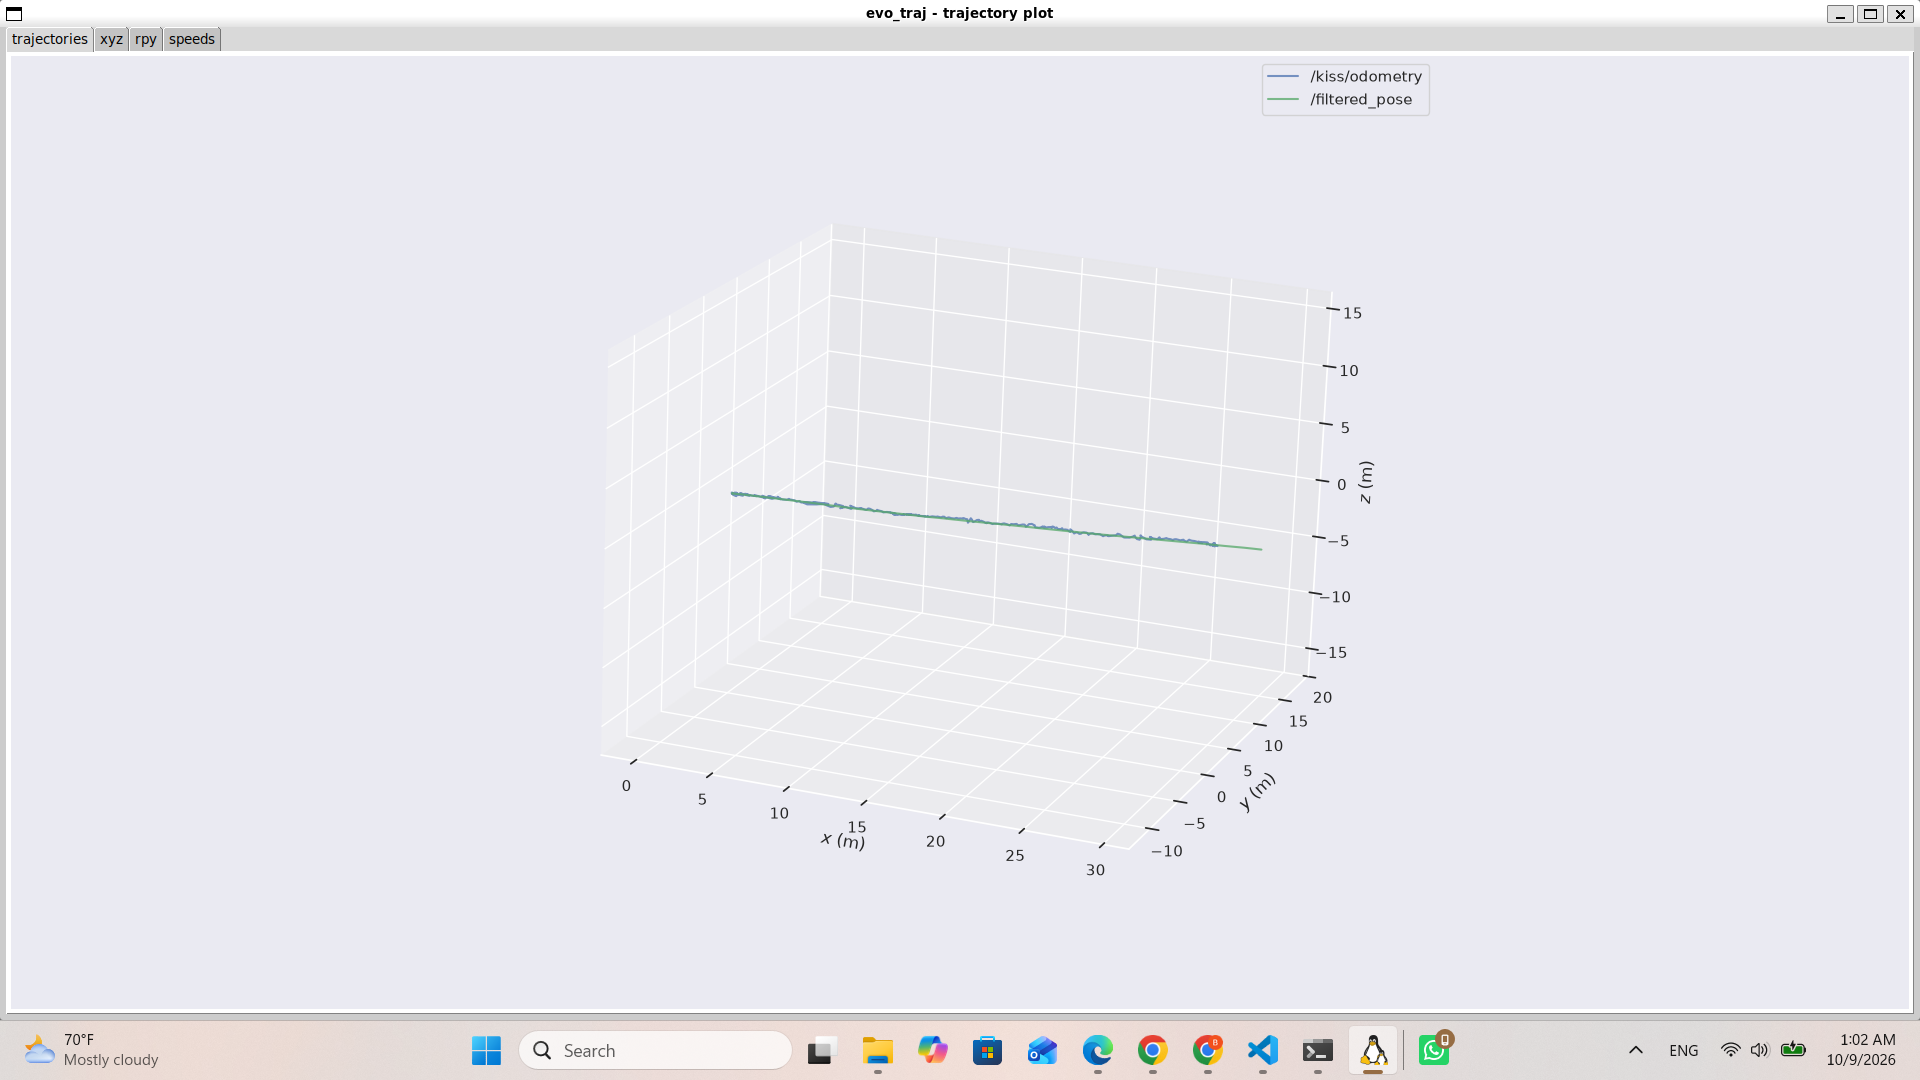 evo_traj - trajectory plot
trajectories xyz rpy speeds
/kiss/odometry
/filtered_pose
15
10
5
0
−5
−10
−15
z (m)
20
15
10
5
0
−5
−10
y (m)
0
5
10
15
20
25
30
x (m)
70°F
Mostly cloudy
Search
8
ENG
1:02 AM
10/9/2026